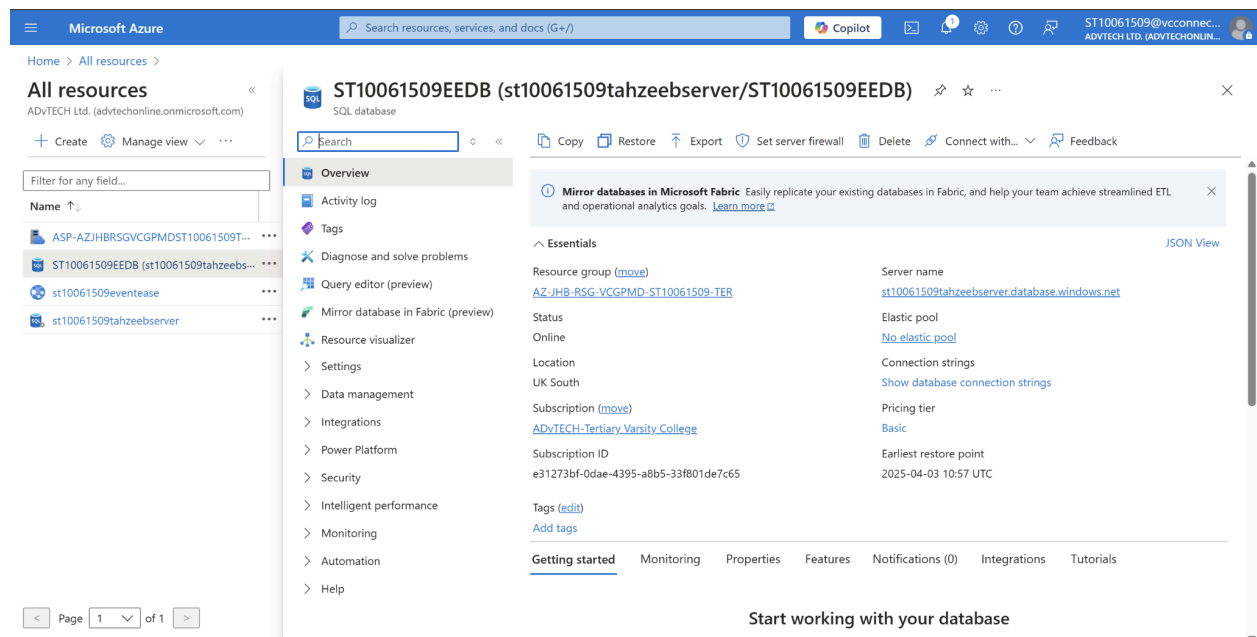 Microsoft Azure
Search resources, services, and docs (G+/)
Copilot
1
ST10061509@vcconnec...
ADVTECH LTD. (ADVTECHONLIN...
Home > All resources >
All resources
«
ADvTECH Ltd. (advtechonline.onmicrosoft.com)
+ Create
Manage view
...
Filter for any field...
Name ↑↓
ASP-AZJHBRSGVCGPMDST10061509T... ...
ST10061509EEDB (st10061509tahzeebs... ...
st10061509eventease ...
st10061509tahzeebserver ...
< Page 1 of 1 >
SQL
ST10061509EEDB (st10061509tahzeebserver/ST10061509EEDB)
...
SQL database
Search
«
Copy
Restore
Export
Set server firewall
Delete
Connect with...
Feedback
Overview
Activity log
Tags
Diagnose and solve problems
Query editor (preview)
Mirror database in Fabric (preview)
Resource visualizer
> Settings
> Data management
> Integrations
> Power Platform
> Security
> Intelligent performance
> Monitoring
> Automation
> Help
Mirror databases in Microsoft Fabric Easily replicate your existing databases in Fabric, and help your team achieve streamlined ETL
and operational analytics goals. Learn more
Essentials
JSON View
Resource group (move)
AZ-JHB-RSG-VCGPMD-ST10061509-TER
Status
Online
Location
UK South
Subscription (move)
ADvTECH-Tertiary Varsity College
Subscription ID
e31273bf-0dae-4395-a8b5-33f801de7c65
Server name
st10061509tahzeebserver.database.windows.net
Elastic pool
No elastic pool
Connection strings
Show database connection strings
Pricing tier
Basic
Earliest restore point
2025-04-03 10:57 UTC
Tags (edit)
Add tags
Getting started
Monitoring
Properties
Features
Notifications (0)
Integrations
Tutorials
Start working with your database